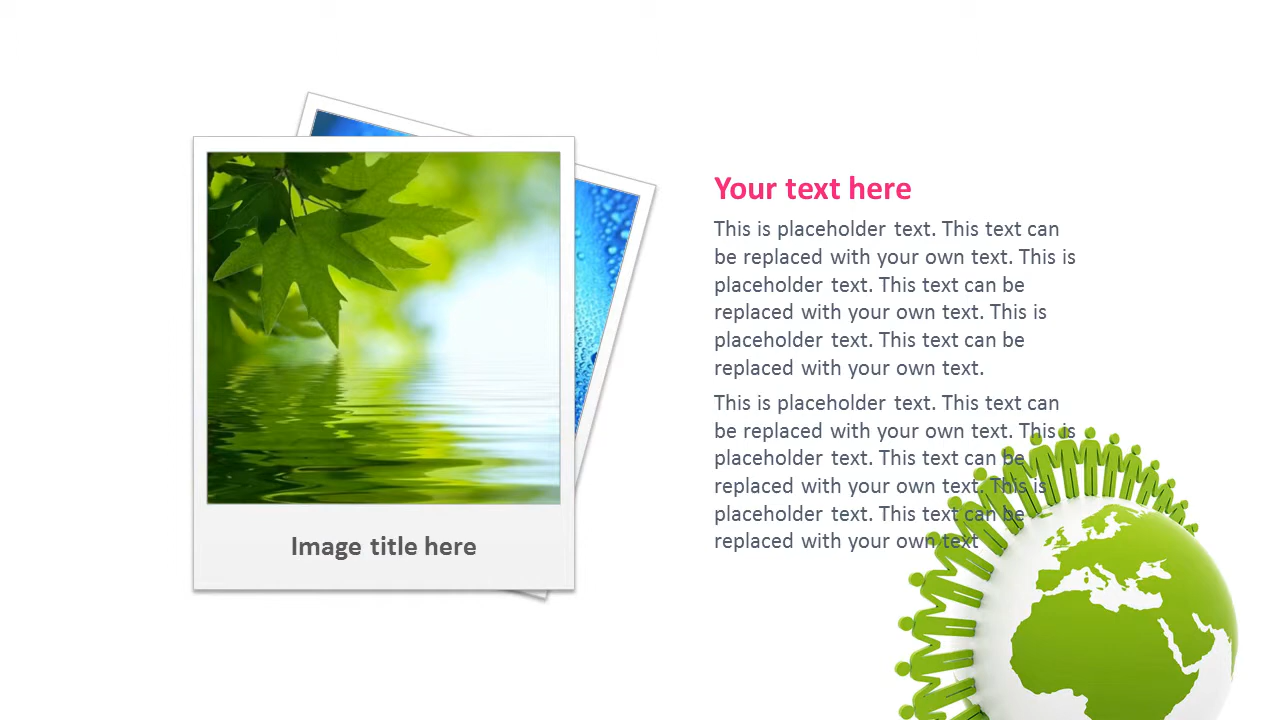 Your text here
This is placeholder text. This text can
be replaced with your own text. This is
placeholder text. This text can be
replaced with your own text. This is
placeholder text. This text can be
replaced with your own text.
This is placeholder text. This text can
be replaced with your own text. This is
placeholder text. This text can be
replaced with your own text. This is
placeholder text. This text can be
replaced with your own text
Image title here